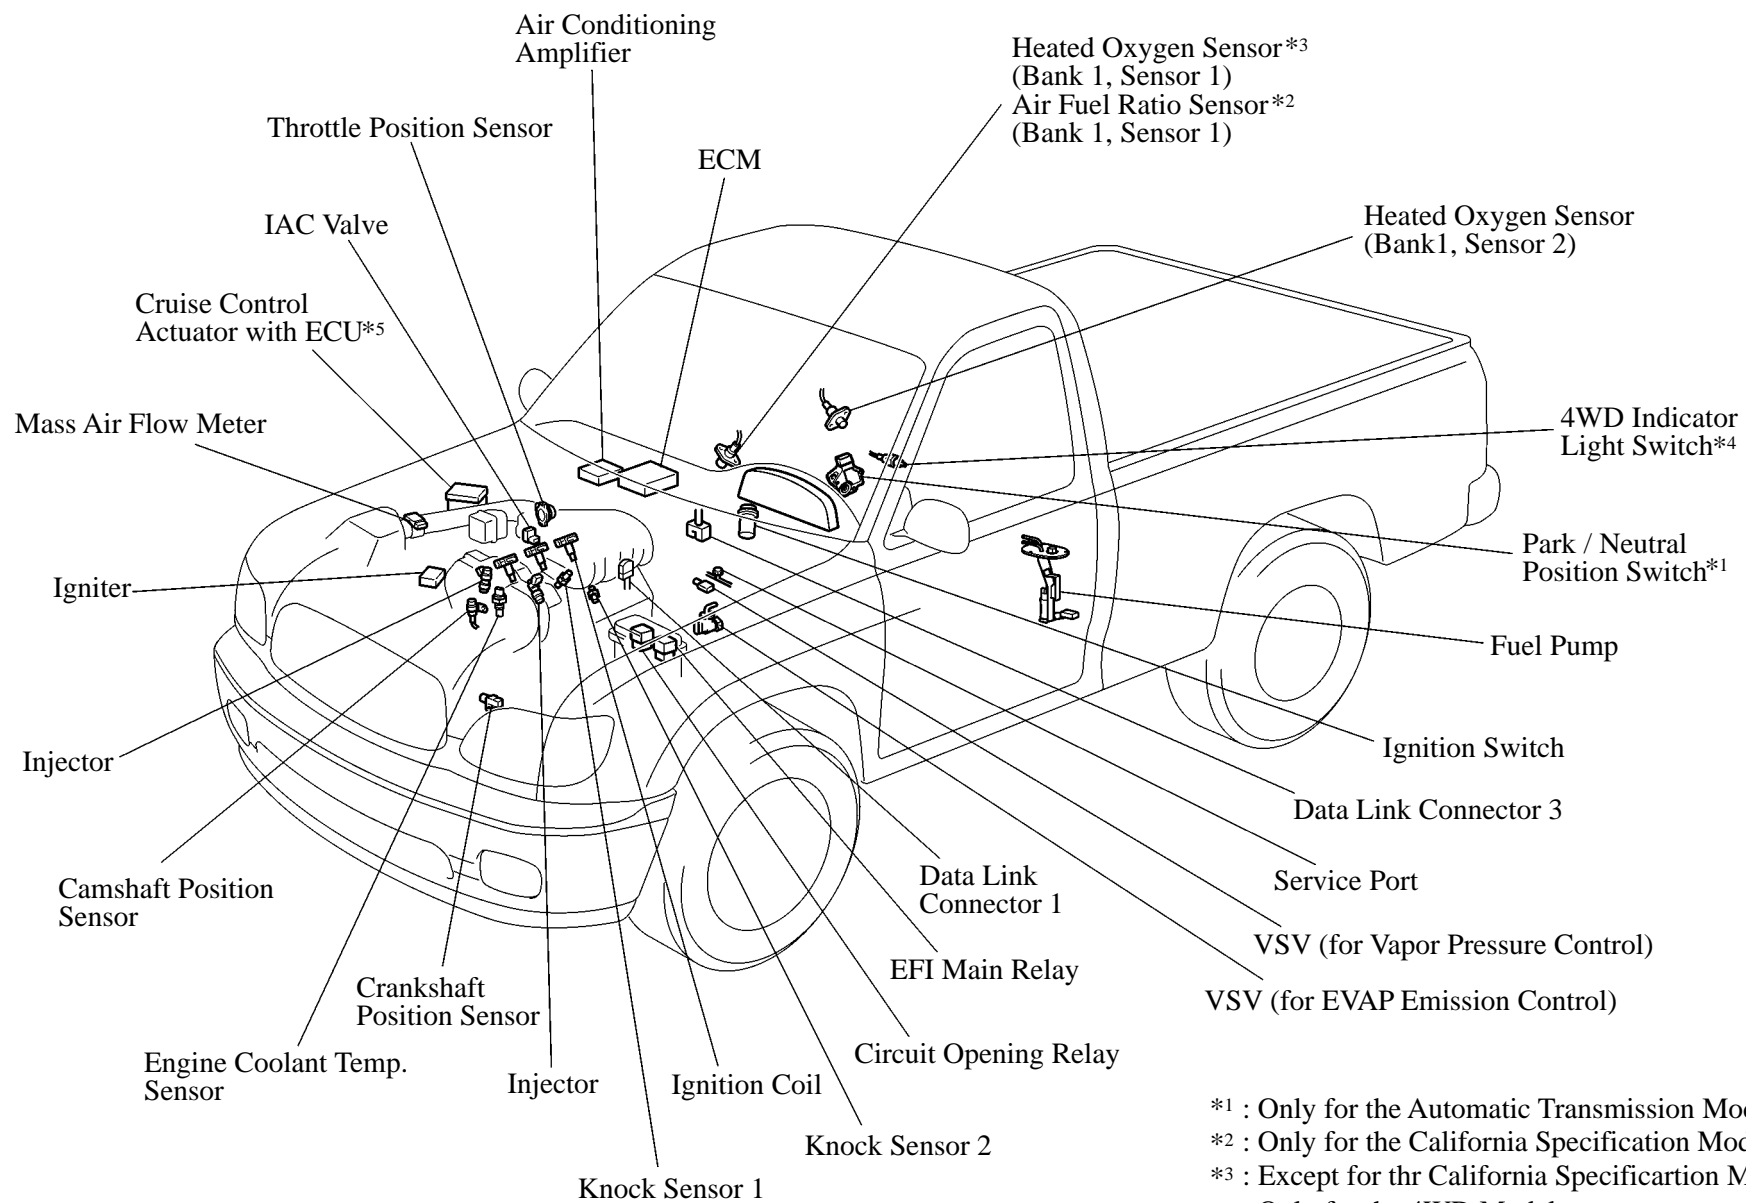 Air Conditioning
Amplifier
Heated Oxygen Sensor*3
(Bank 1, Sensor 1)
Air Fuel Ratio Sensor*2
(Bank 1, Sensor 1)
Throttle Position Sensor
ECM
IAC Valve
Heated Oxygen Sensor
(Bank1, Sensor 2)
Cruise Control
Actuator with ECU*5
Mass Air Flow Meter
4WD Indicator
Light Switch*4
Park / Neutral
Position Switch*1
Igniter
Fuel Pump
Injector
Ignition Switch
Data Link Connector 3
Camshaft Position
Sensor
Data Link
Connector 1
Service Port
VSV (for Vapor Pressure Control)
EFI Main Relay
Crankshaft
Position Sensor
VSV (for EVAP Emission Control)
Engine Coolant Temp.
Sensor
Injector
Ignition Coil
Circuit Opening Relay
Knock Sensor 2
Knock Sensor 1
*1 : Only for the Automatic Transmission
*2 : Only for the California Specification
*3 : Except for thr California Specificartion